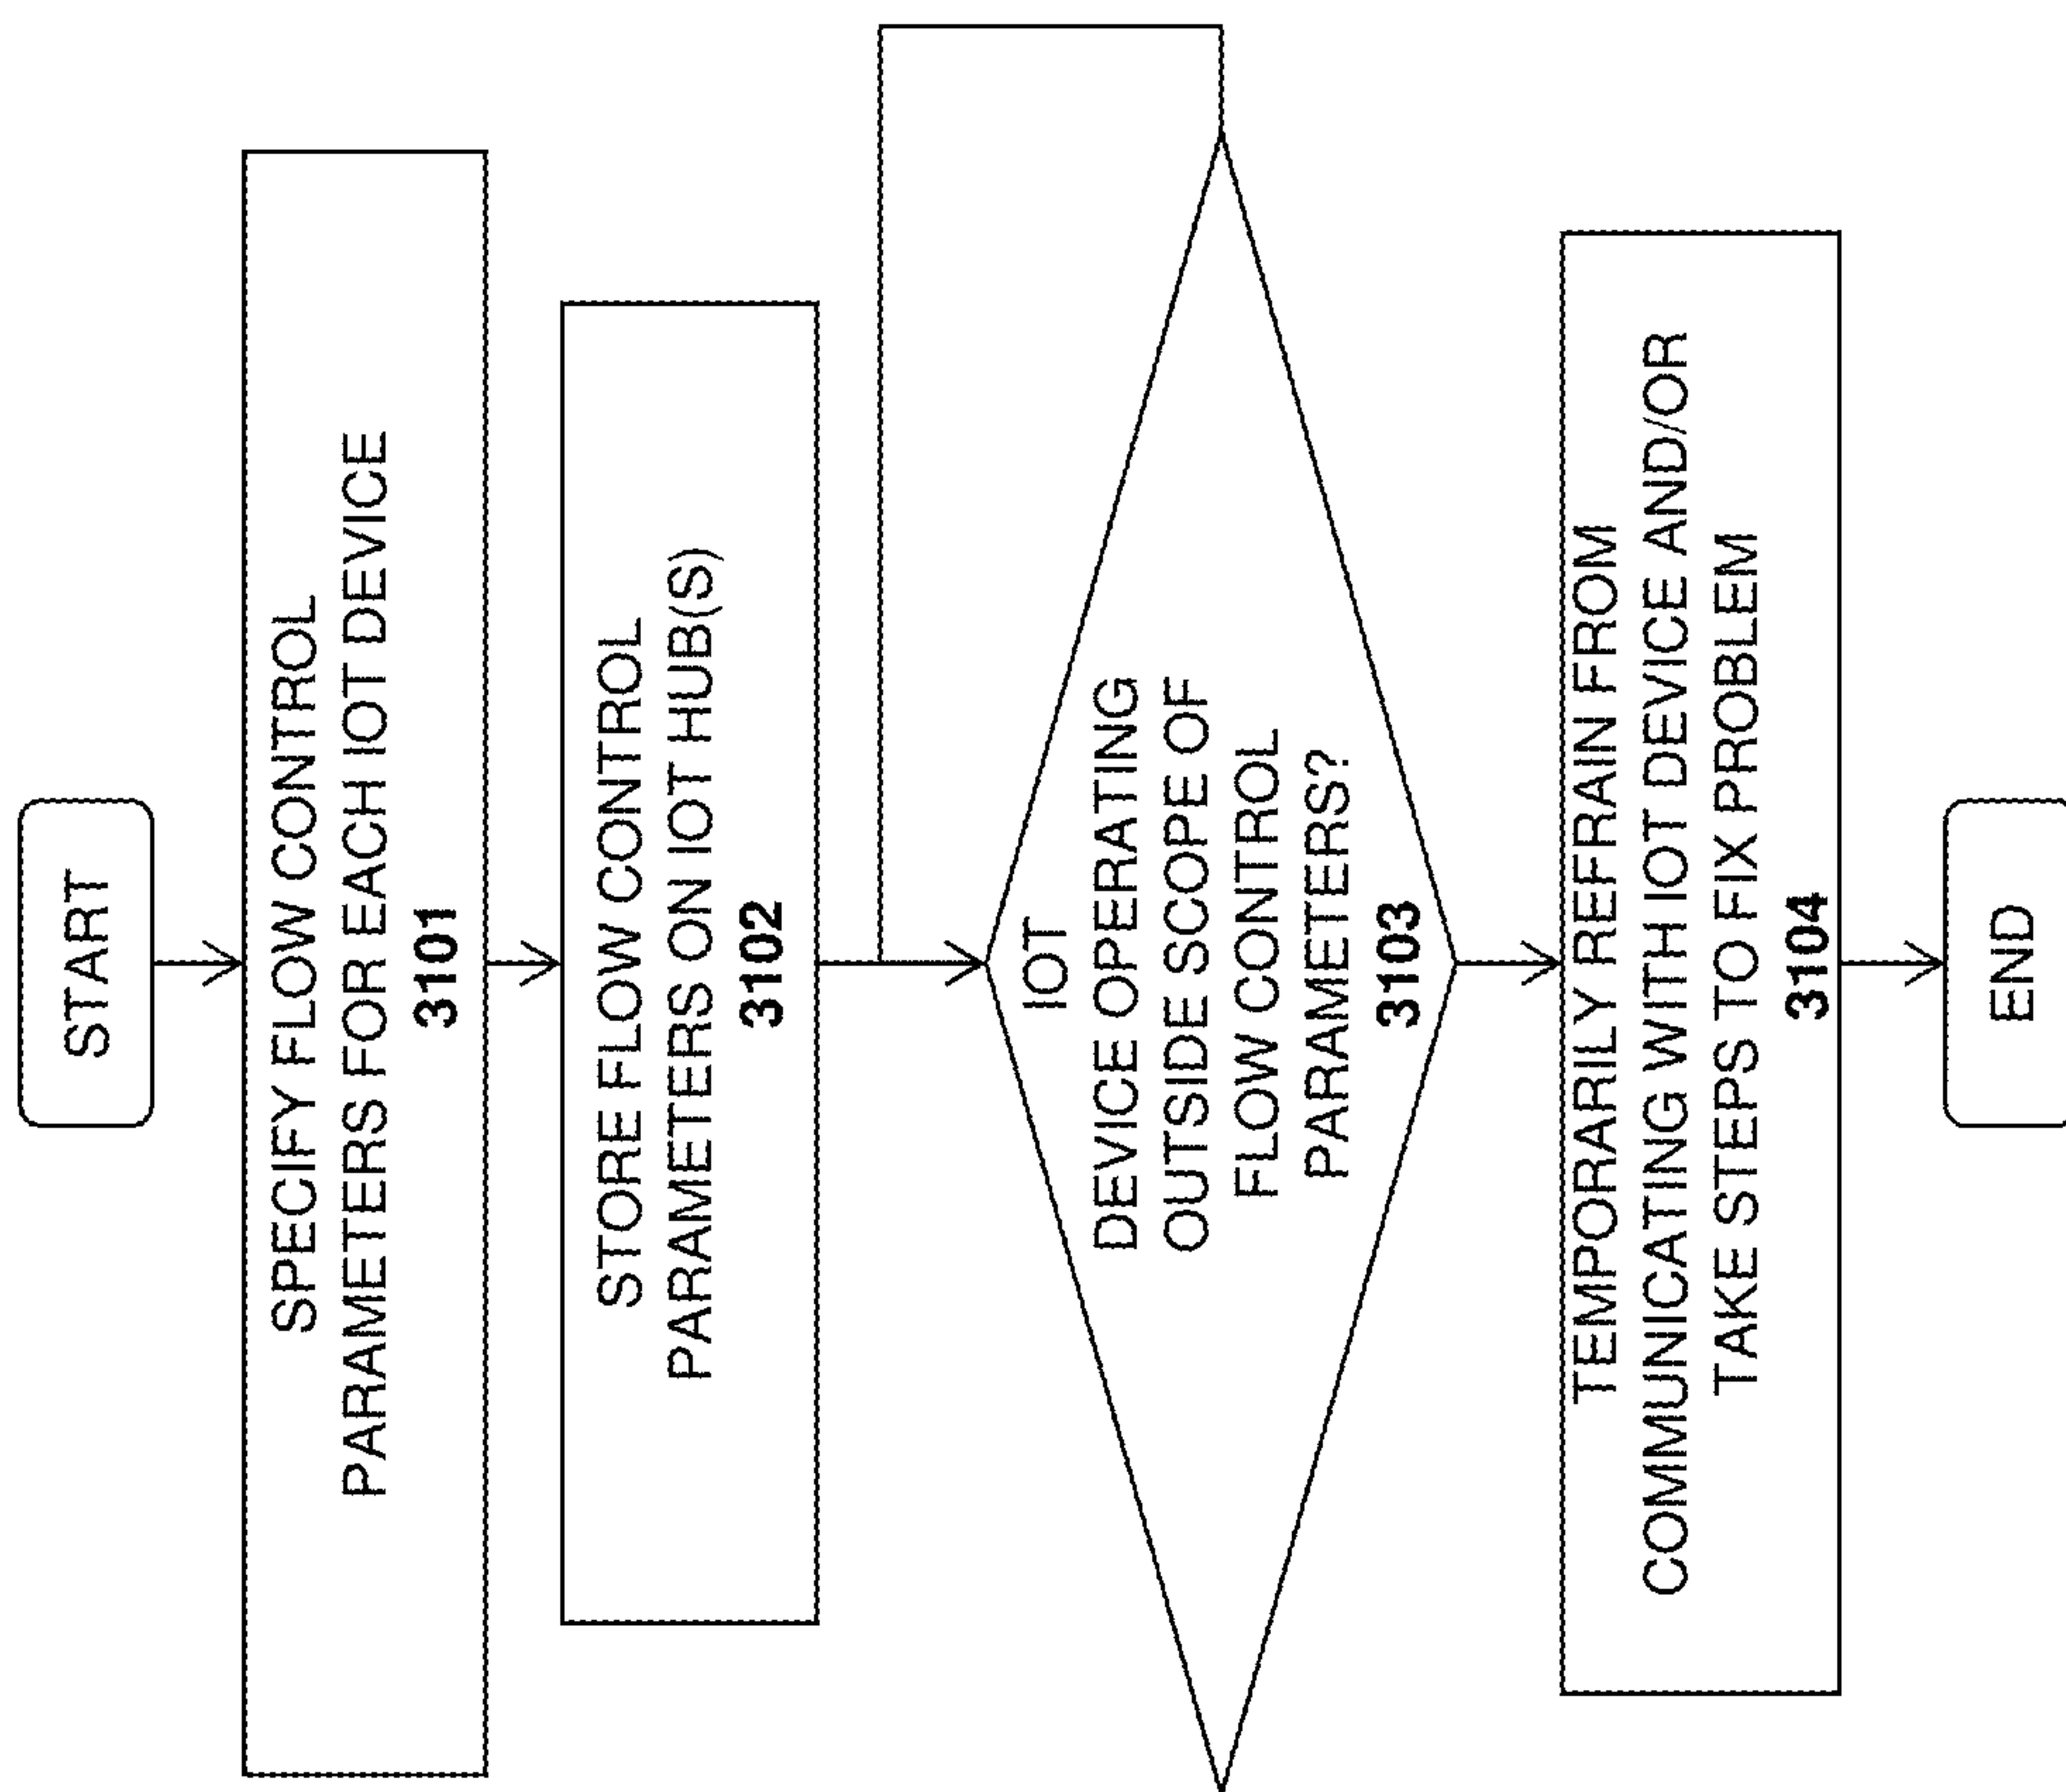 START
SPECIFY FLOW CONTROL
PARAMETERS FOR EACH IOT DEVICE
3101
STORE FLOW CONTROL
PARAMETERS ON IOT HUB(S)
3102
IOT
DEVICE OPERATING
OUTSIDE SCOPE OF
FLOW CONTROL
PARAMETERS?
3103
TEMPORARILY REFRAIN FROM
COMMUNICATING WITH IOT DEVICE AND/OR
TAKE STEPS TO FIX PROBLEM
3104
END